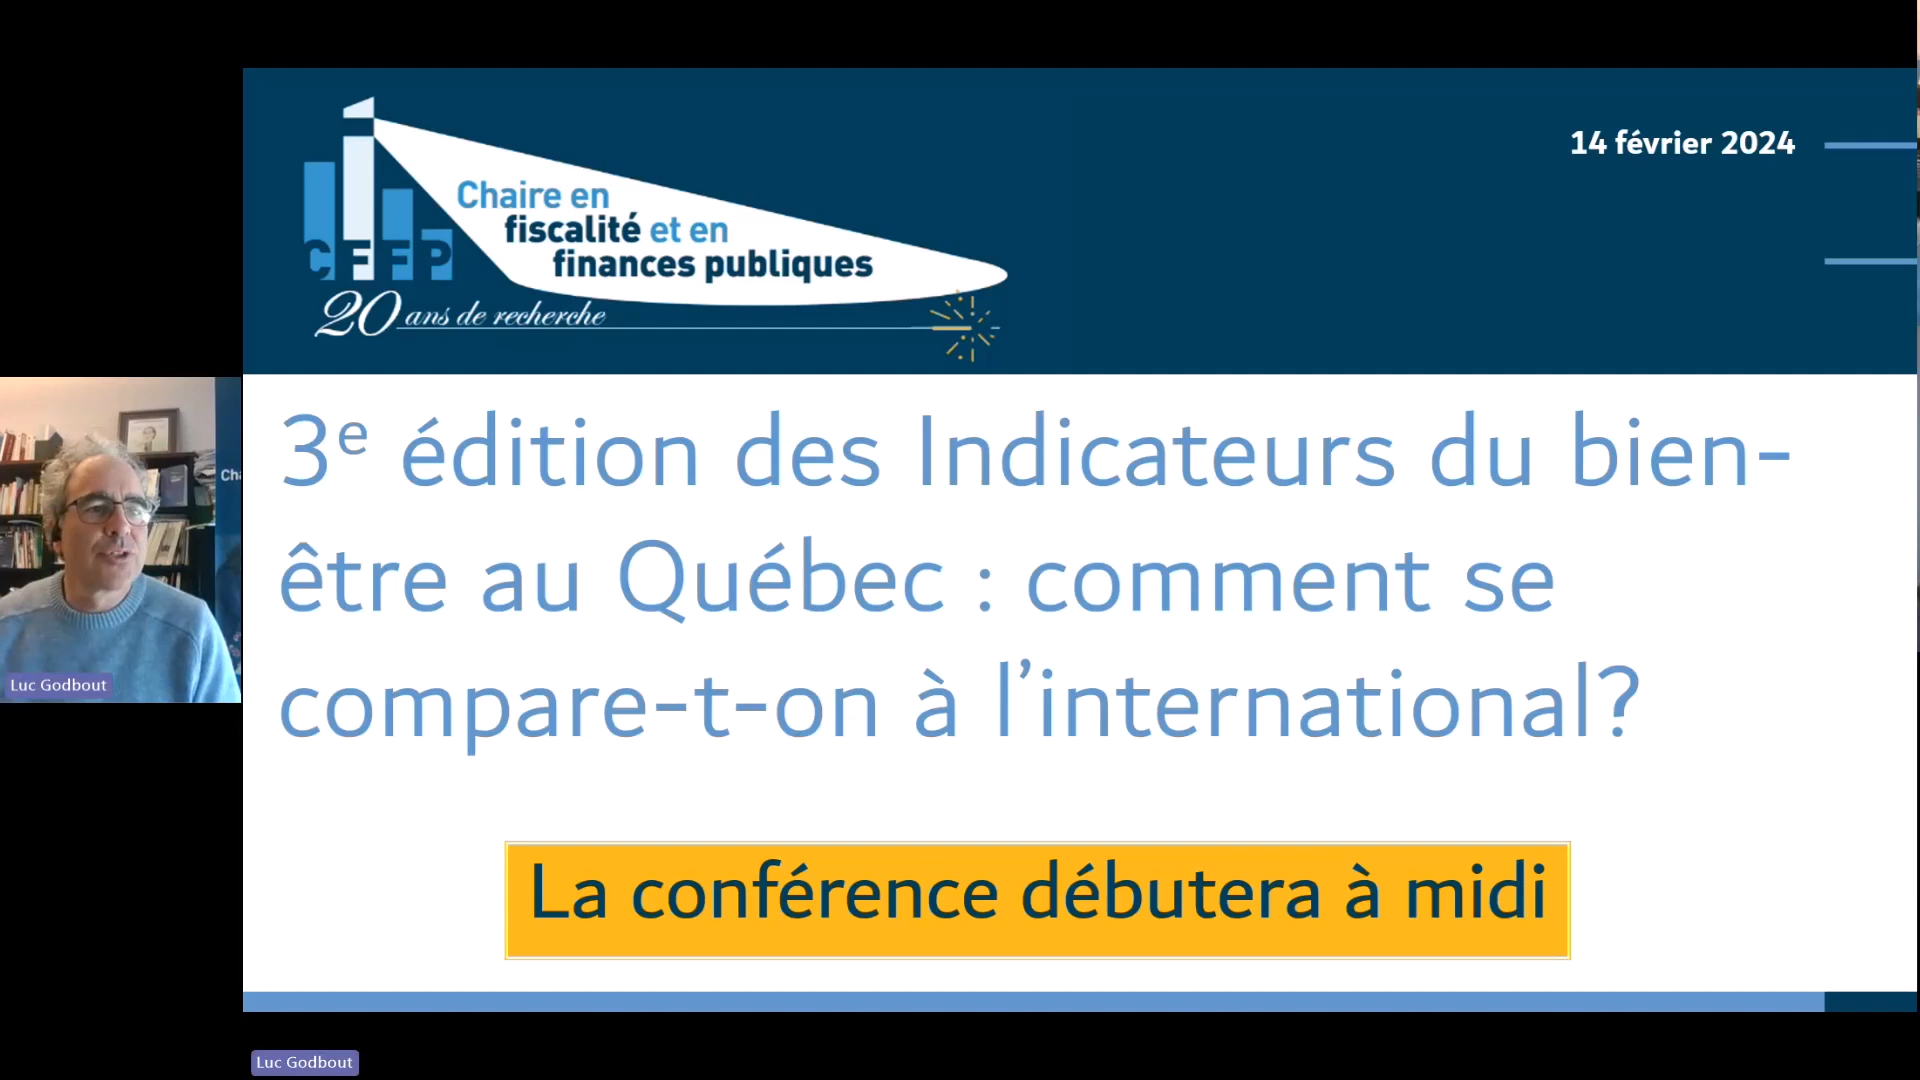 14 février 2024
Chaire en
fiscalité et en
finances publiques
CFFP
20 ans de recherche
3e édition des Indicateurs du bien-
être au Québec : comment se
compare-t-on à l'international?
La conférence débutera à midi
Cha
Luc Godbout
Luc Godbout